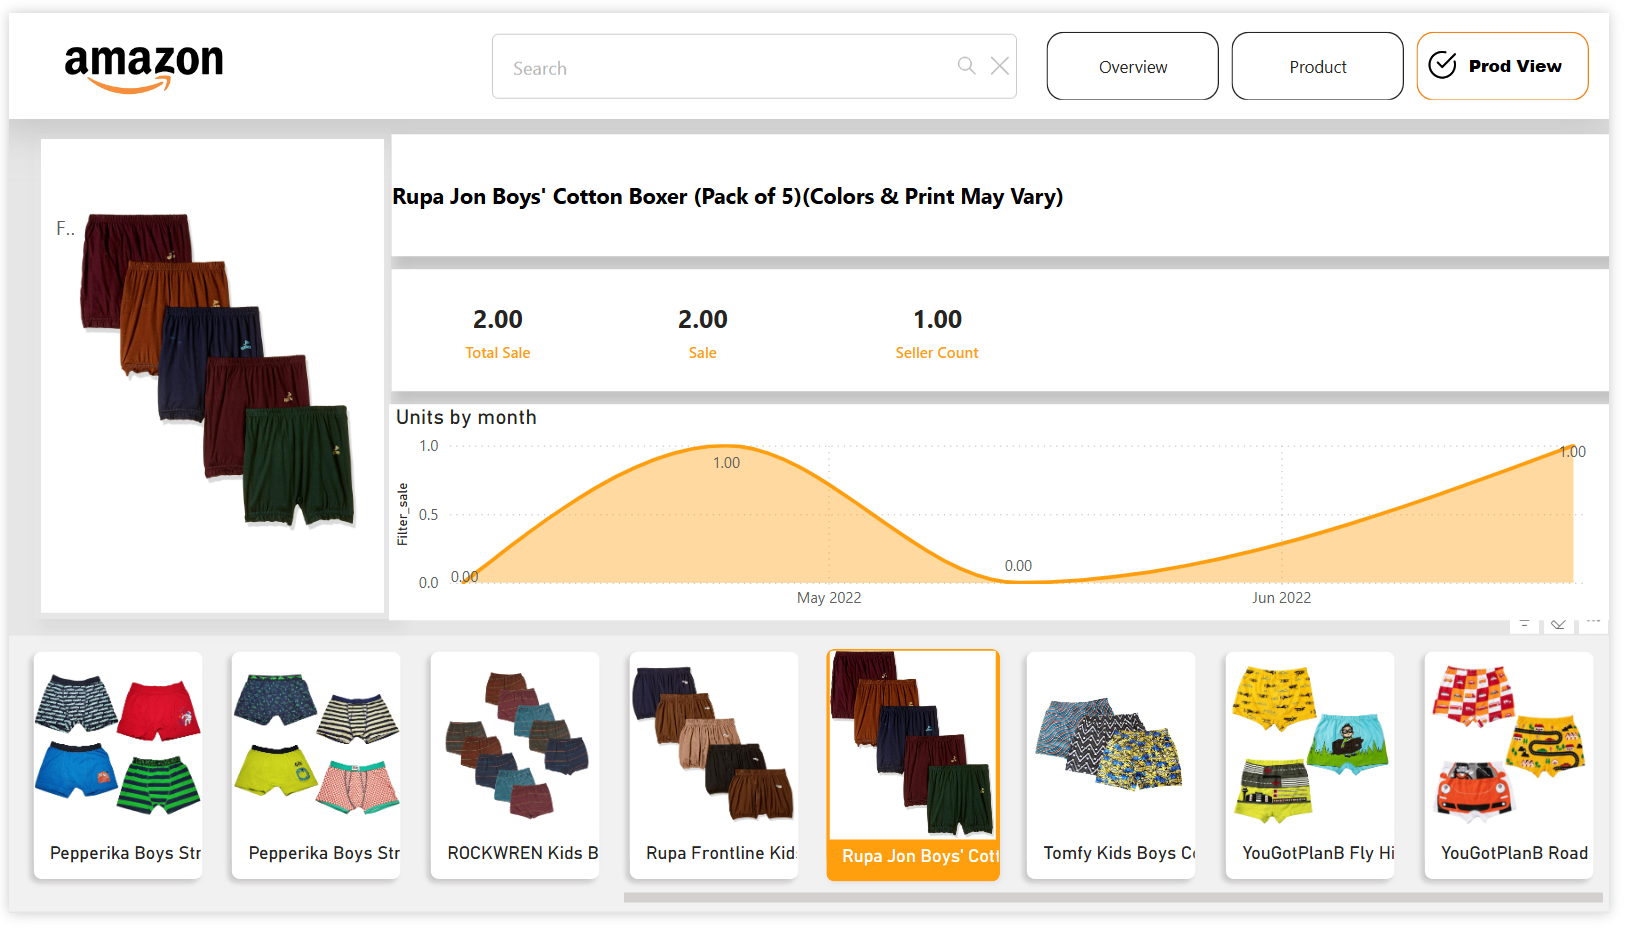 amazon
Search
Overview
Product
Prod View
F..
Rupa Jon Boys' Cotton Boxer (Pack of 5)(Colors & Print May Vary)
2.00
Total Sale
2.00
Sale
1.00
Seller Count
Units by month
Filter_sale
1.0
0.5
0.0
0.00
1.00
0.00
1.00
May 2022
Jun 2022
Pepperika Boys Str
Pepperika Boys Str
ROCKWREN Kids B
Rupa Frontline Kid
Rupa Jon Boys' Cott
Tomfy Kids Boys Co
YouGotPlanB Fly Hi
YouGotPlanB Road